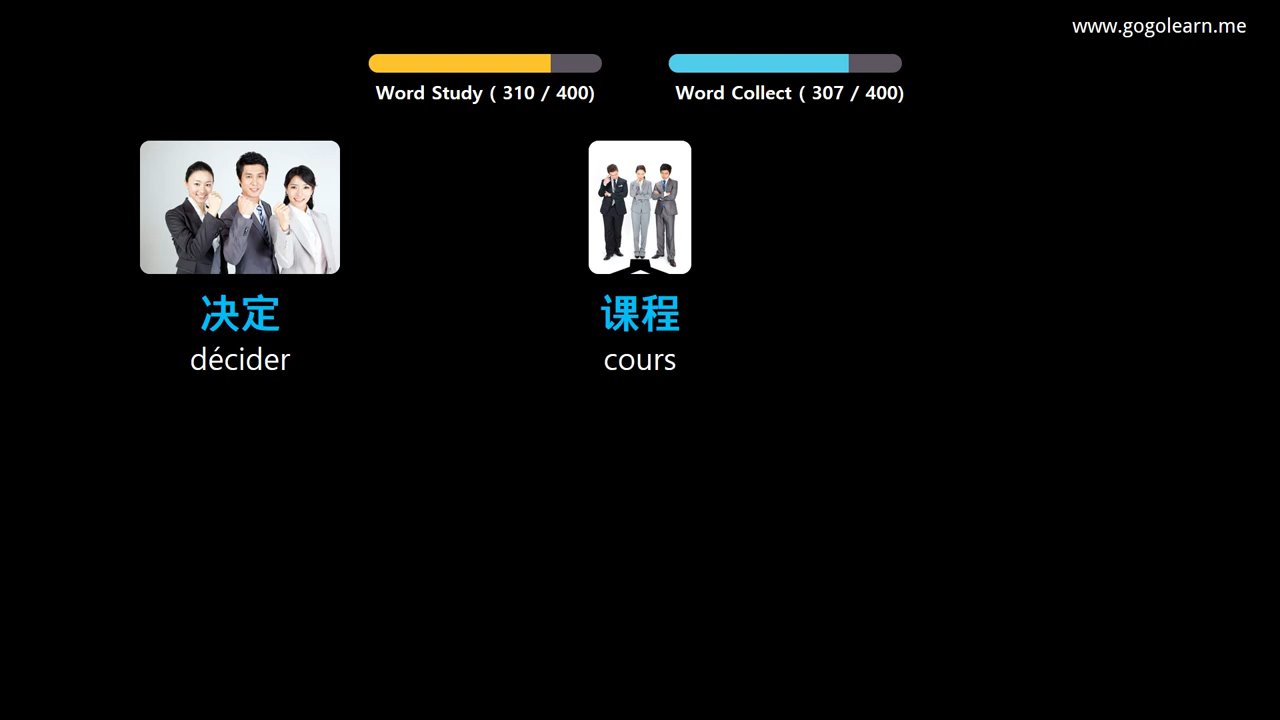 www.gogolearn.me
Word Study ( 310 / 400)
Word Collect ( 307 / 400)
决定
décider
课程
cours